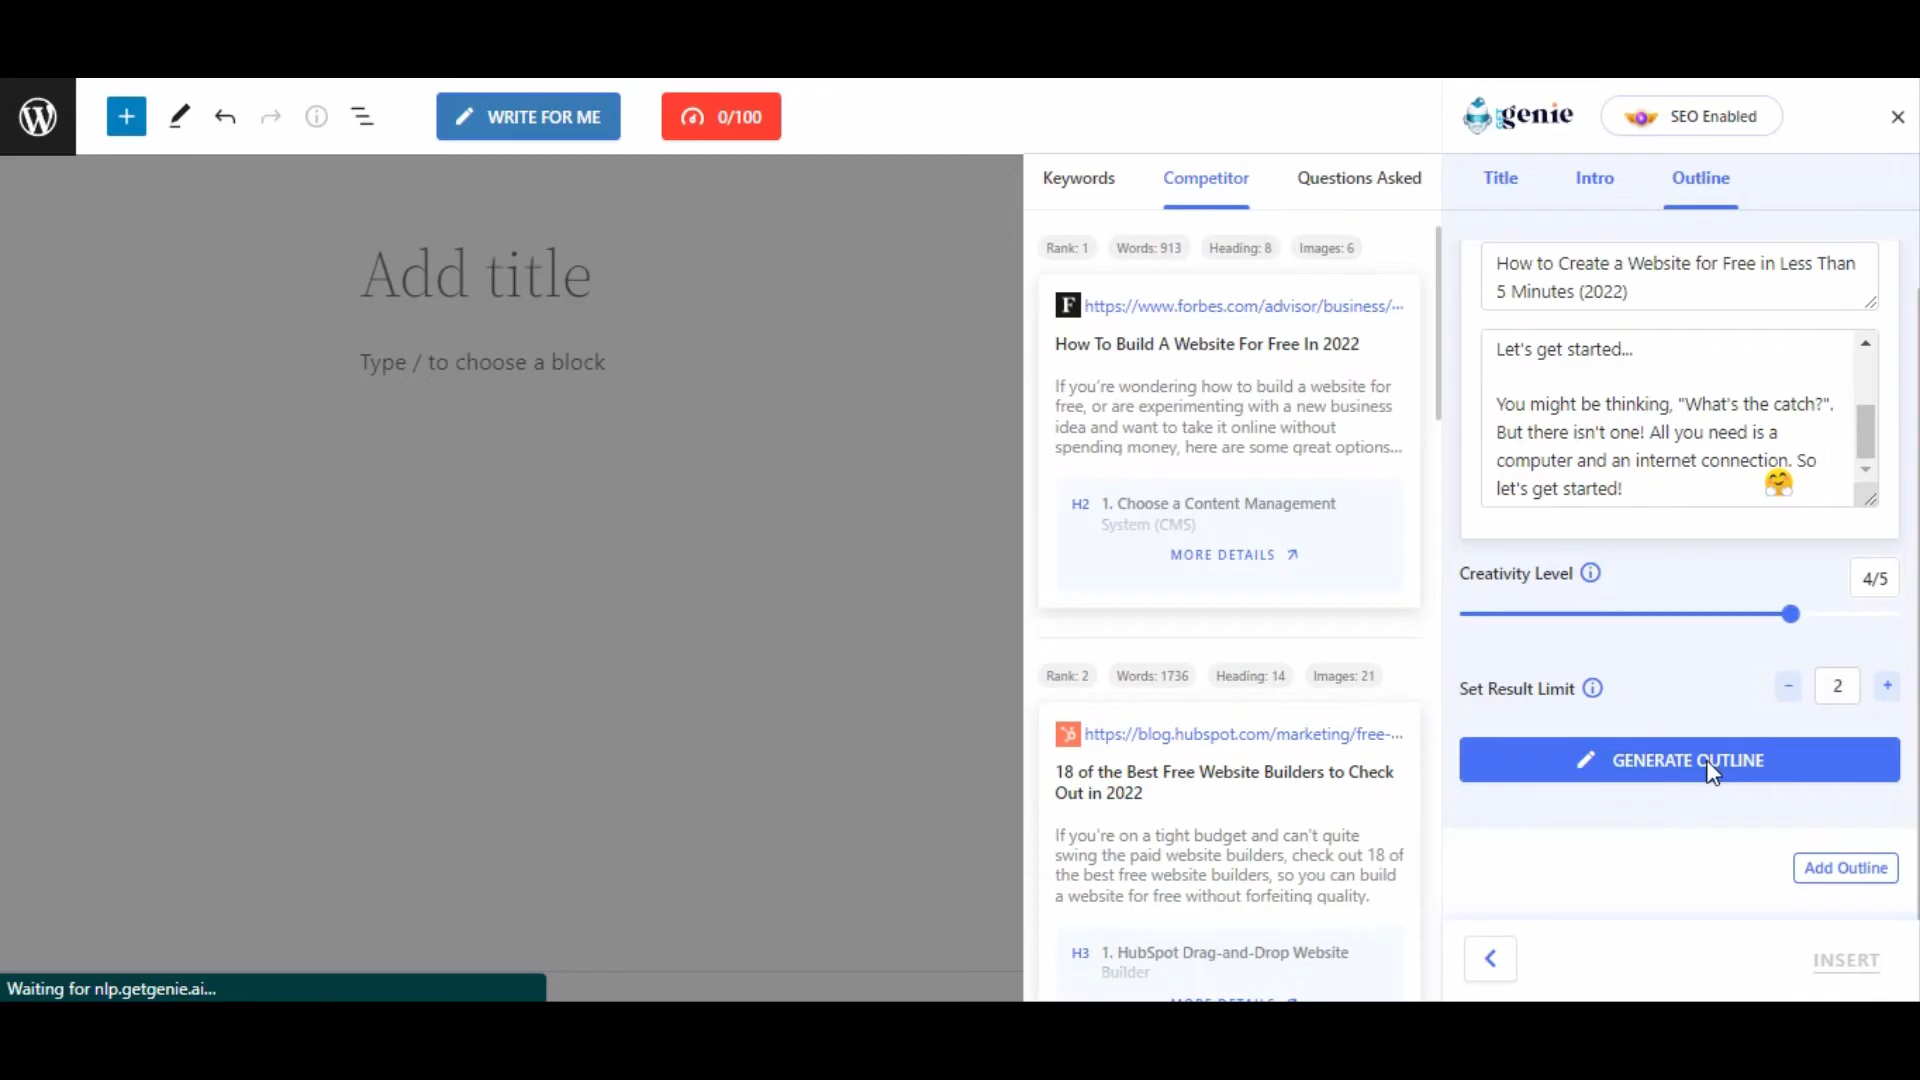 WRITE FOR ME
0/100
genie
SEO Enabled
Keywords
Competitor
Questions Asked
Title
Intro
Outline
Add title
Type / to choose a block
Rank: 1
Words: 913
Heading: 8
Images: 6
F
https://www.forbes.com/advisor/business/...
How To Build A Website For Free In 2022
If you're wondering how to build a website for
free, or are experimenting with a new business
idea and want to take it online without
spending money, here are some great options...
H2 1. Choose a Content Management
System (CMS)
MORE DETAILS
Rank: 2
Words: 1736
Heading: 14
Images: 21
https://blog.hubspot.com/marketing/free-...
18 of the Best Free Website Builders to Check
Out in 2022
If you're on a tight budget and can't quite
swing the paid website builders, check out 18 of
the best free website builders, so you can build
a website for free without forfeiting quality.
H3 1. HubSpot Drag-and-Drop Website
Builder
MORE DETAILS
How to Create a Website for Free in Less Than
5 Minutes (2022)
Let's get started...
You might be thinking, "What's the catch?".
But there isn't one! All you need is a
computer and an internet connection. So
let's get started!
Creativity Level
4/5
Set Result Limit
2
GENERATE OUTLINE
Add Outline
INSERT
Waiting for nlp.getgenie.ai...